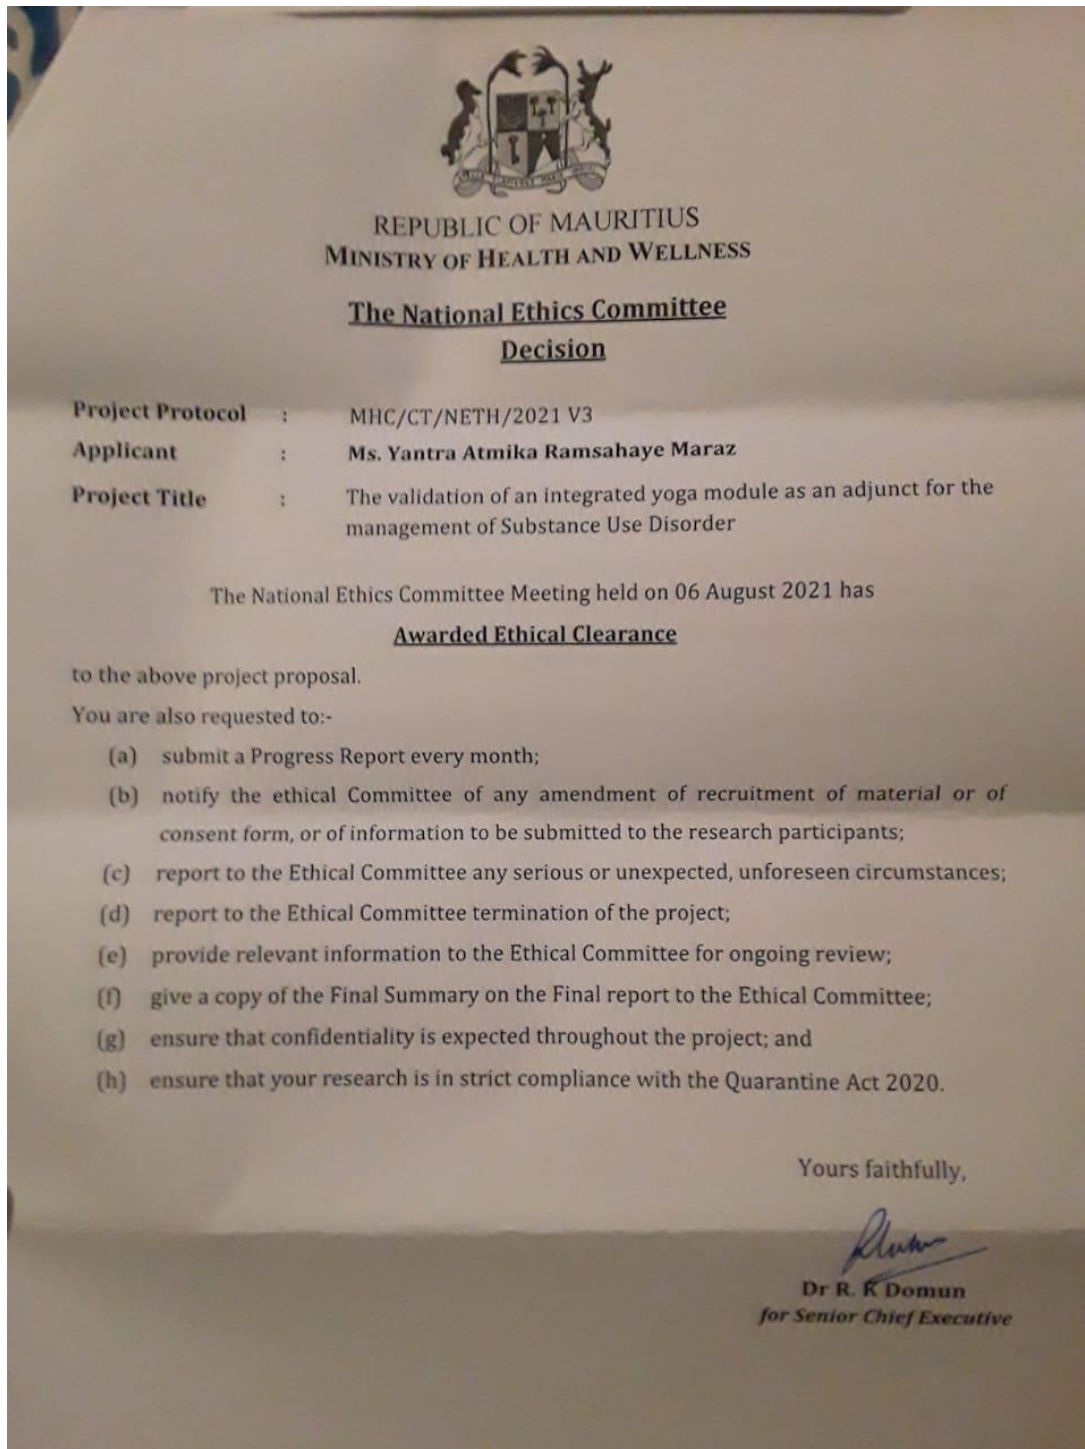 REPUBLIC OF MAURITIUS
MINISTRY OF HEALTH AND WELLNESS
The National Ethics Committee
Decision
Project Protocol : MHC/CT/NETH/2021 V3
Applicant : Ms. Yantra Atmika Ramsahaye Maraz
Project Title : The validation of an integrated yoga module as an adjunct for the
management of Substance Use Disorder
The National Ethics Committee Meeting held on 06 August 2021 has
Awarded Ethical Clearance
to the above project proposal.
You are also requested to:-
(a) submit a Progress Report every month;
(b) notify the ethical Committee of any amendment of recruitment of material or of
consent form, or of information to be submitted to the research participants;
(c) report to the Ethical Committee any serious or unexpected, unforeseen circumstances;
(d) report to the Ethical Committee termination of the project;
(e) provide relevant information to the Ethical Committee for ongoing review;
(f) give a copy of the Final Summary on the Final report to the Ethical Committee;
(g) ensure that confidentiality is expected throughout the project; and
(h) ensure that your research is in strict compliance with the Quarantine Act 2020.
Yours faithfully,
Dr R. K Domun
for Senior Chief Executive